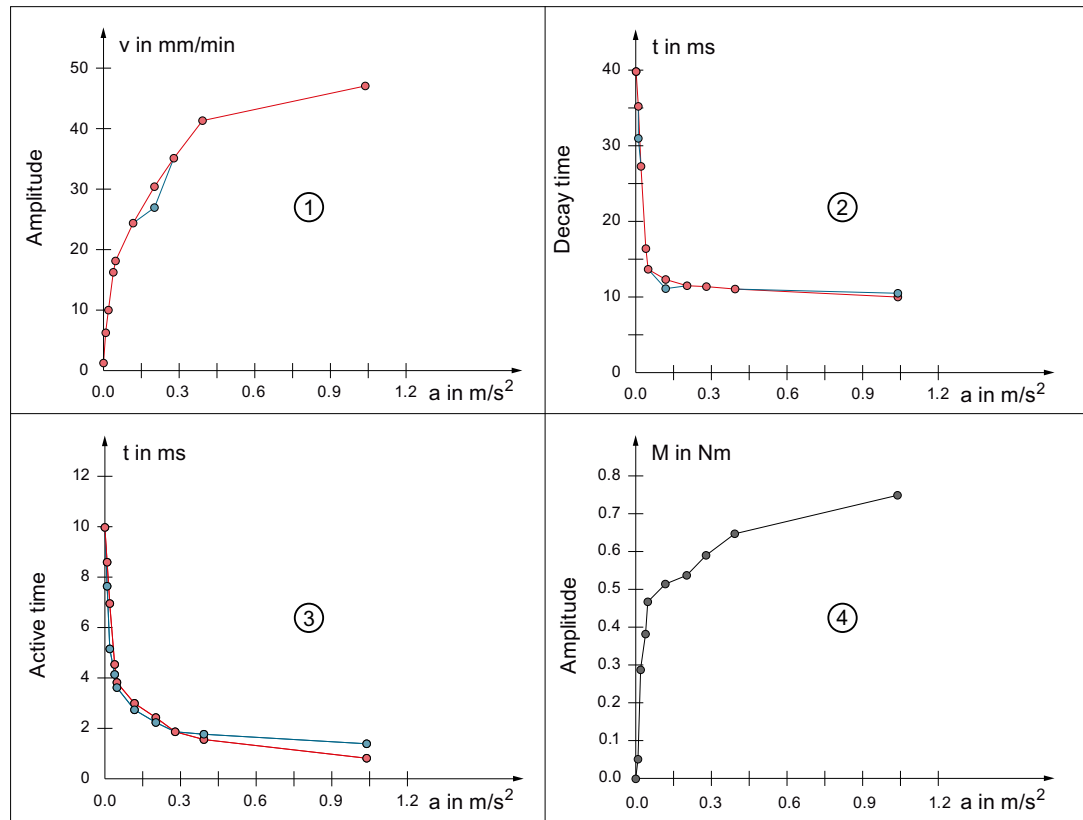 v in mm/min
Amplitude
50
40
30
20
10
0
0.0 0.3 0.6 0.9 1.2 a in m/s²
1
t in ms
Decay time
40
30
20
10
0
0.0 0.3 0.6 0.9 1.2 a in m/s²
2
t in ms
Active time
12
10
8
6
4
2
0
0.0 0.3 0.6 0.9 1.2 a in m/s²
3
M in Nm
Amplitude
0.8
0.7
0.6
0.5
0.4
0.3
0.2
0.1
0.0
0.0 0.3 0.6 0.9 1.2 a in m/s²
4